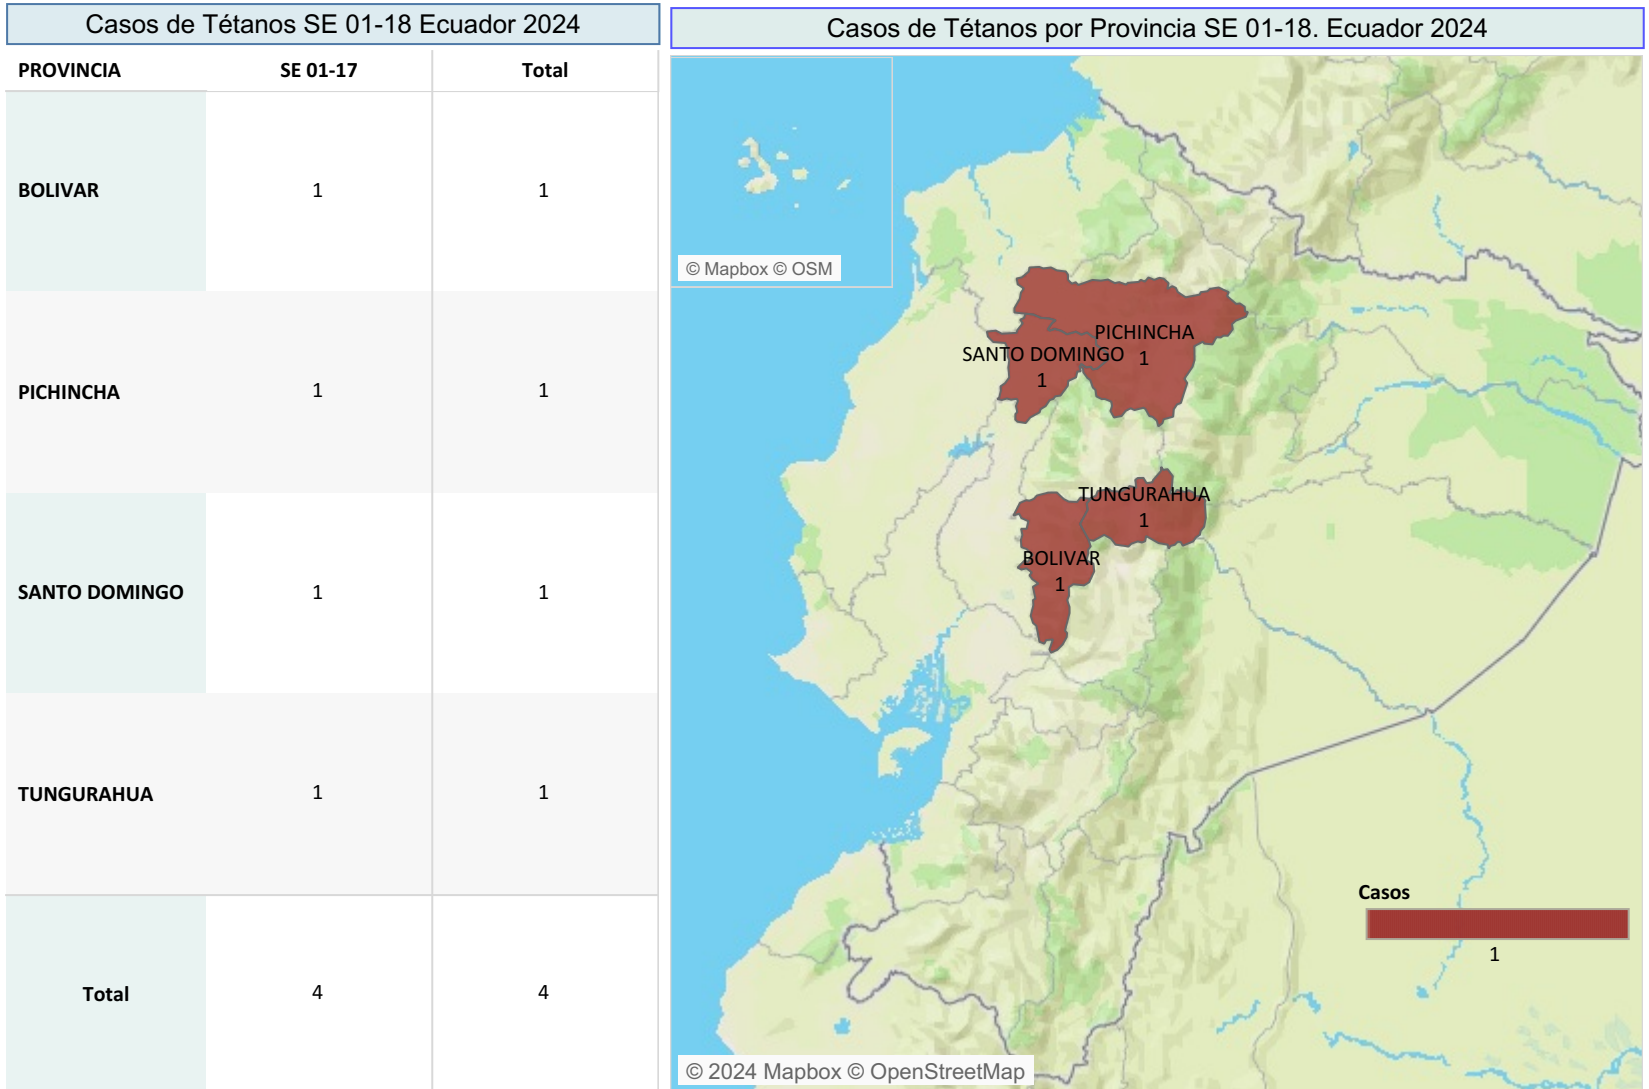 Casos de Tétanos SE 01-18 Ecuador 2024
PROVINCIA SE 01-17 Total
BOLIVAR 1 1
PICHINCHA 1 1
SANTO DOMINGO 1 1
TUNGURAHUA 1 1
Total 4 4
Casos de Tétanos por Provincia SE 01-18. Ecuador 2024
© Mapbox © OSM
PICHINCHA
1
SANTO DOMINGO
1
TUNGURAHUA
1
BOLIVAR
1
Casos
1
© 2024 Mapbox © OpenStreetMap